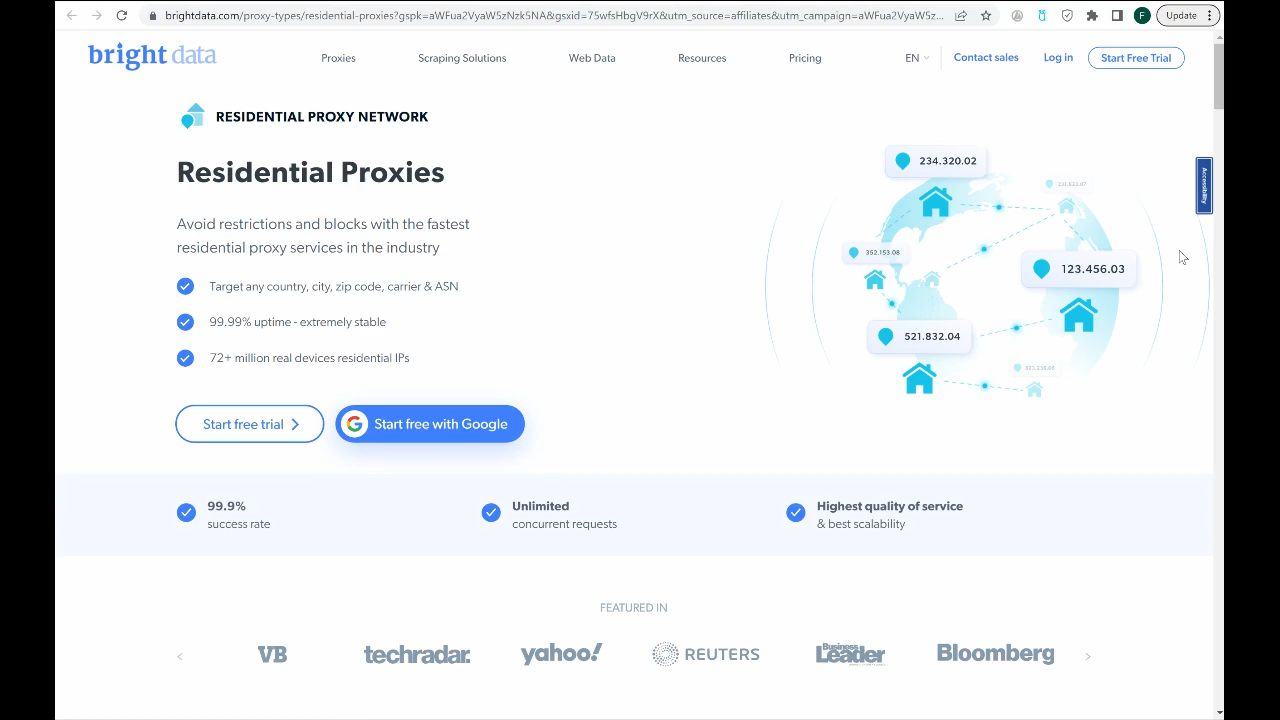 brightdata.com/proxy-types/residential-proxies?gspk=aWFua2VyaW5zNzk5NA&gsxid=75wfsHbgV9rX&utm_source=affiliates&utm_campaign=aWFua2VyaW5z...
F
Update
bright data
Proxies
Scraping Solutions
Web Data
Resources
Pricing
EN
Contact sales
Log in
Start Free Trial
RESIDENTIAL PROXY NETWORK
Residential Proxies
Avoid restrictions and blocks with the fastest
residential proxy services in the industry
Target any country, city, zip code, carrier & ASN
99.99% uptime - extremely stable
72+ million real devices residential IPs
Start free trial
Start free with Google
234.320.02
352.153.08
123.456.03
521.832.04
Accessibility
99.9%
success rate
Unlimited
concurrent requests
Highest quality of service
& best scalability
FEATURED IN
VB
techradar.
yahoo!
REUTERS
Business
Leader
Bloomberg